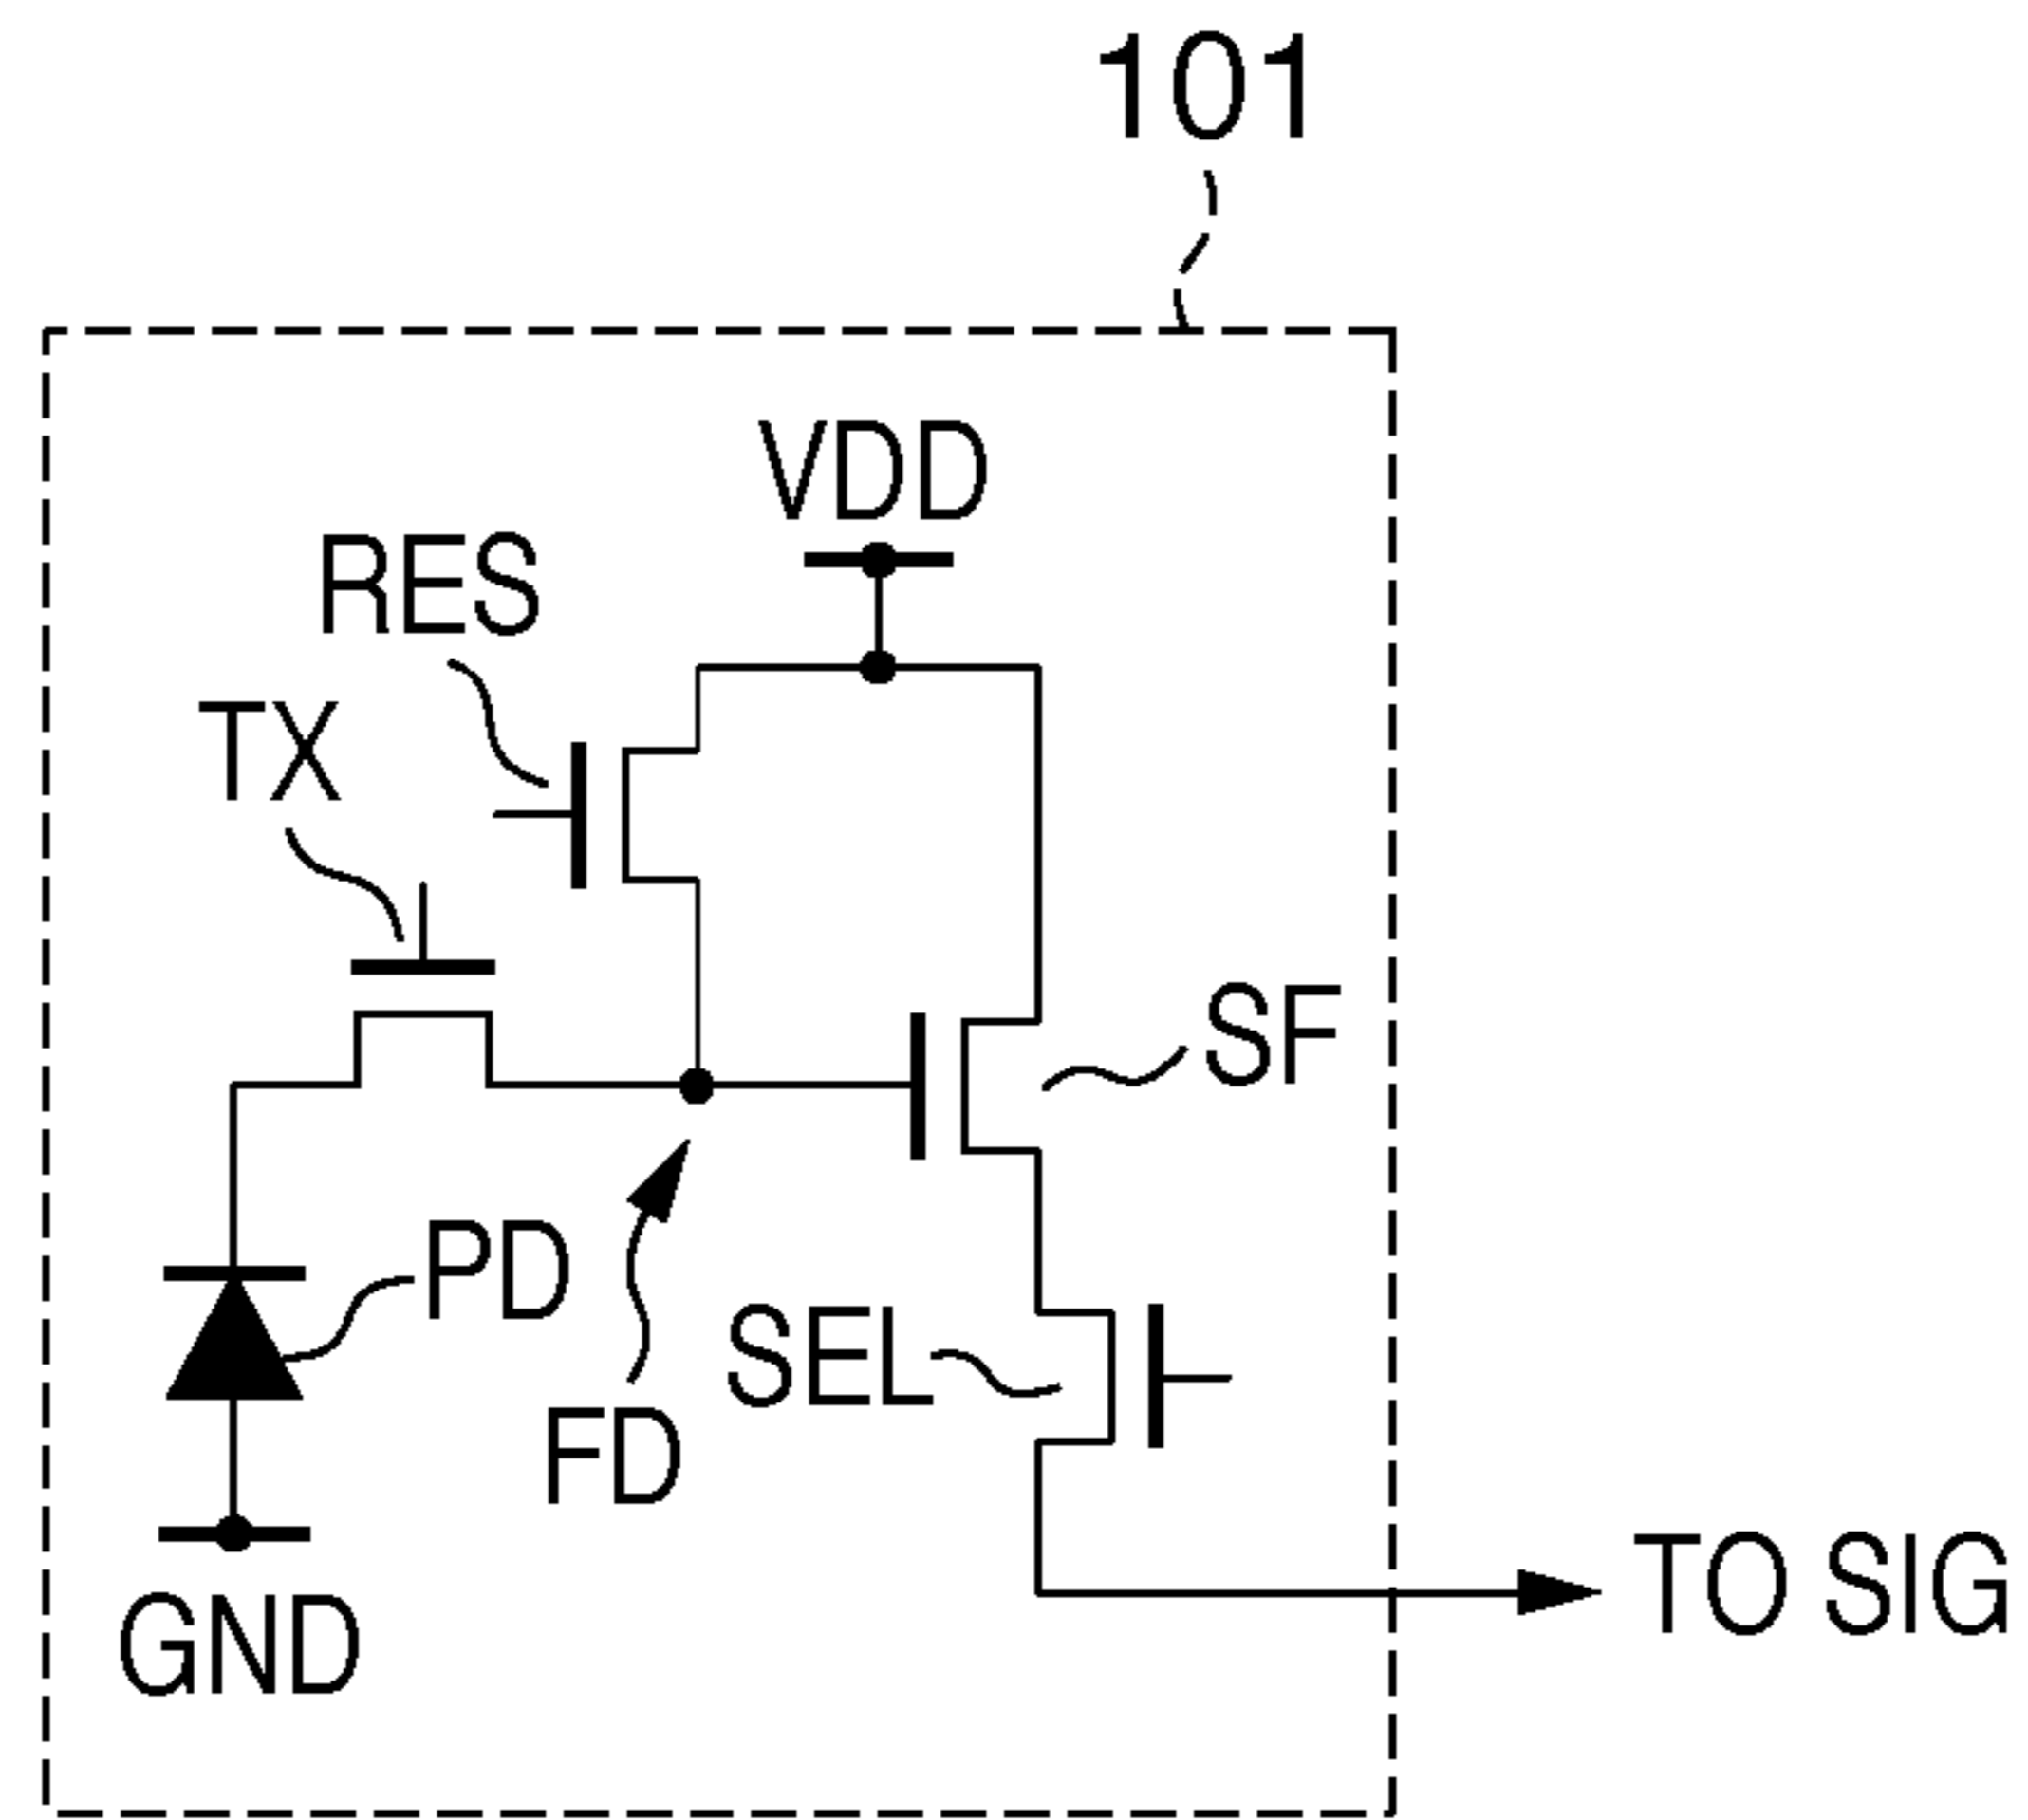 101
VDD
RES
TX
SF
PD
SEL
FD
TO SIG
GND